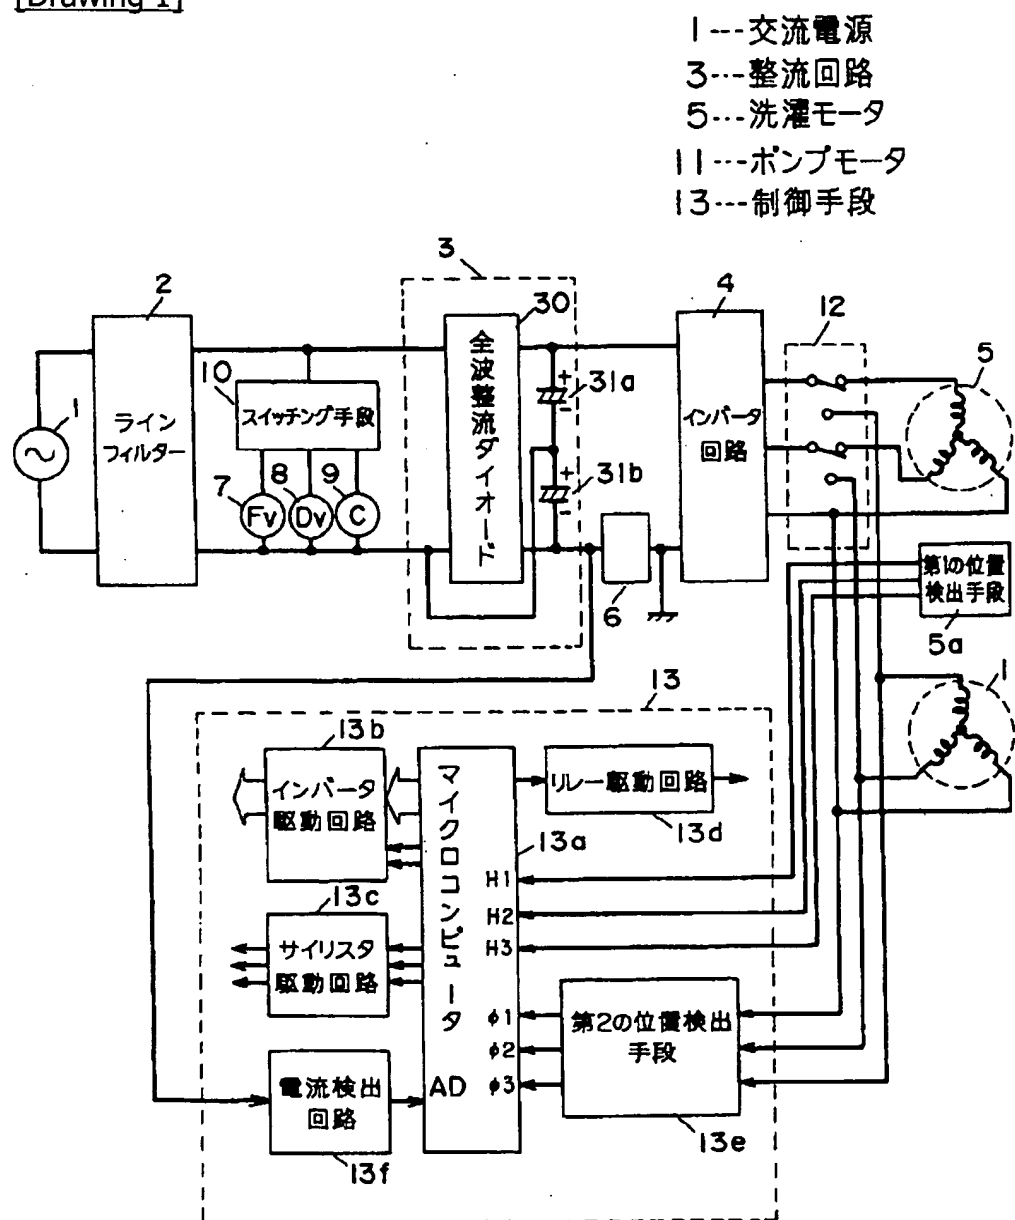 [Drawing 1]
1---交流電源
3---整流回路
5---洗濯モータ
11---ポンプモータ
13---制御手段
3
2
30
4
12
5
1
10
ライン
フィルター
スイッチング手段
全波整流ダイオード
+
31a
-
インバータ
回路
7
8
9
Fv
Dv
C
+
31b
-
6
第1の位置
検出手段
5a
13
1
13b
インバータ
駆動回路
マイクロコンピュータ
リレー駆動回路
13d
13a
H1
13c
H2
サイリスタ
駆動回路
H3
φ1
第2の位置検出
手段
φ2
電流検出
回路
AD
φ3
13e
13f